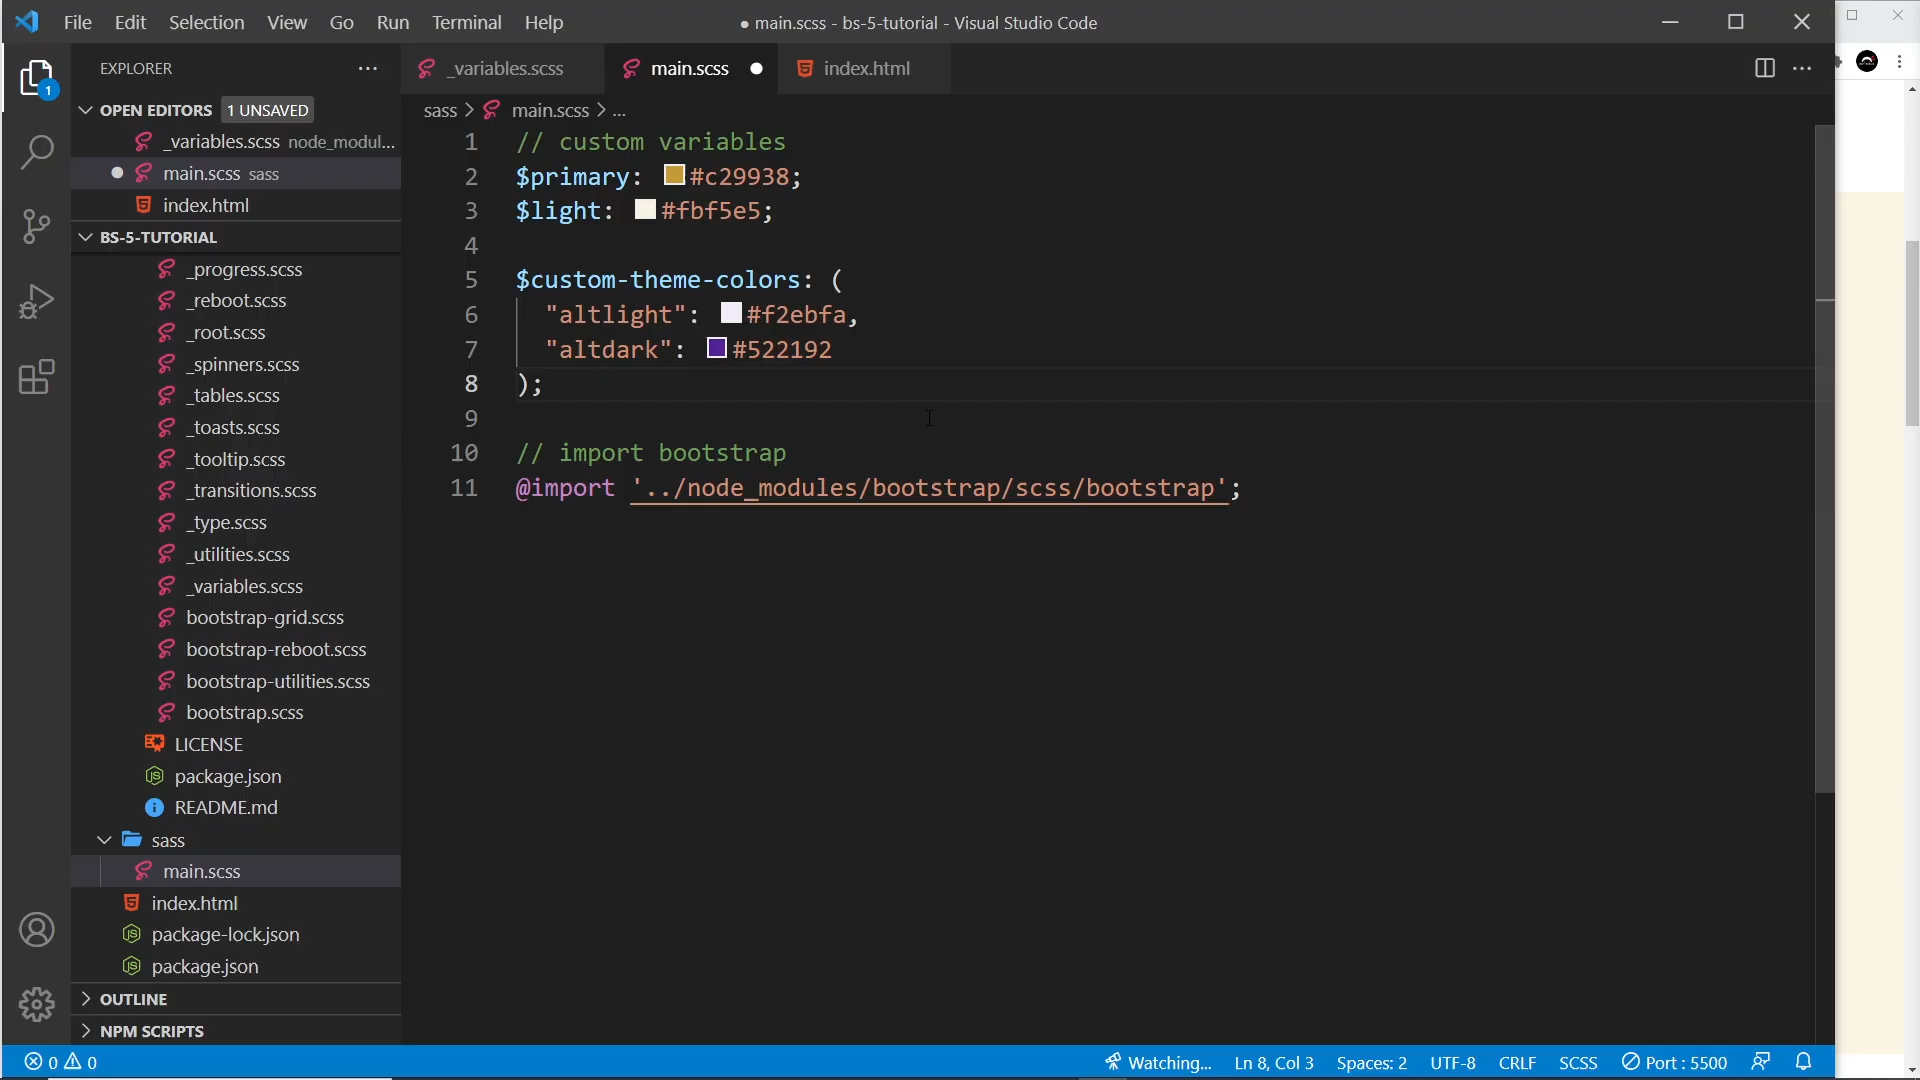 File Edit Selection View Go Run Terminal Help
● main.scss - bs-5-tutorial - Visual Studio Code
EXPLORER
1
OPEN EDITORS 1 UNSAVED
_variables.scss node_modul...
main.scss sass
index.html
BS-5-TUTORIAL
_progress.scss
_reboot.scss
_root.scss
_spinners.scss
_tables.scss
_toasts.scss
_tooltip.scss
_transitions.scss
_type.scss
_utilities.scss
_variables.scss
bootstrap-grid.scss
bootstrap-reboot.scss
bootstrap-utilities.scss
bootstrap.scss
LICENSE
package.json
README.md
sass
main.scss
index.html
package-lock.json
package.json
OUTLINE
NPM SCRIPTS
_variables.scss main.scss index.html
sass > main.scss > ...
1 // custom variables
2 $primary: #c29938;
3 $light: #fbf5e5;
4
5 $custom-theme-colors: (
6 "altlight": #f2ebfa,
7 "altdark": #522192
8 );
9
10 // import bootstrap
11 @import '../node_modules/bootstrap/scss/bootstrap';
0 0 Watching... Ln 8, Col 3 Spaces: 2 UTF-8 CRLF SCSS Port : 5500